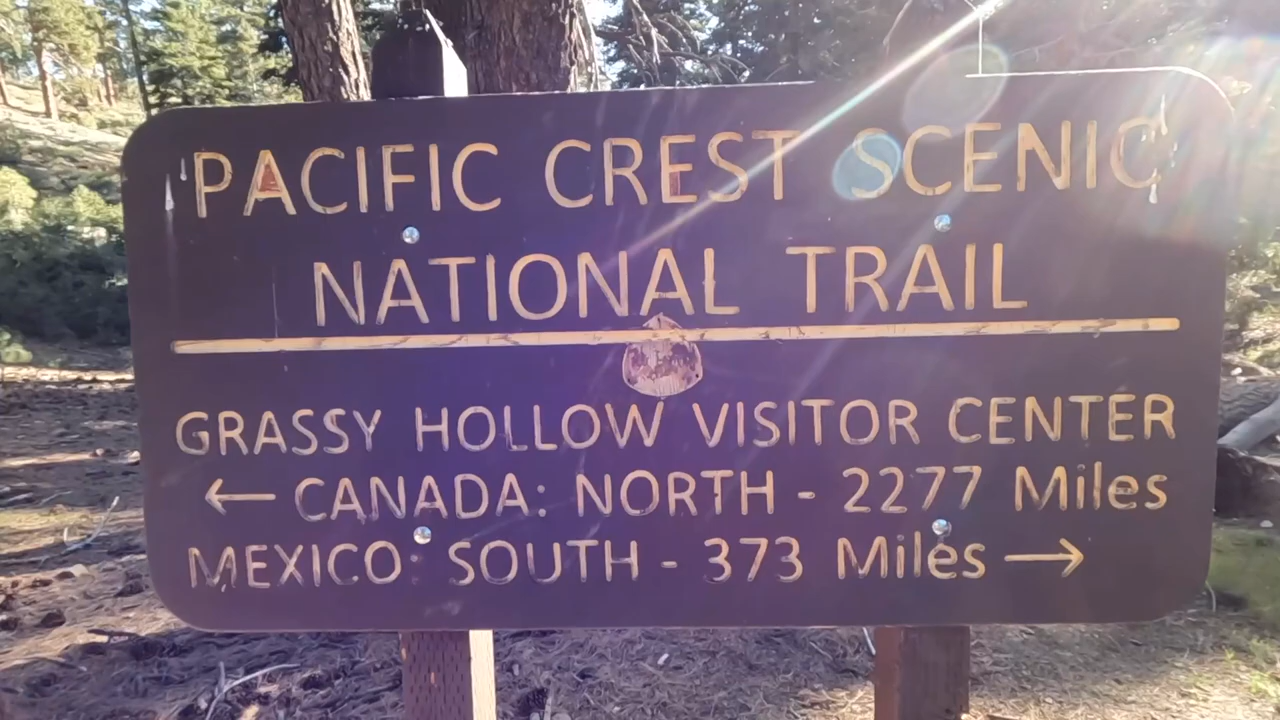 PACIFIC CREST SCENIC
NATIONAL TRAIL
GRASSY HOLLOW VISITOR CENTER
← CANADA: NORTH - 2277 Miles
MEXICO: SOUTH - 373 Miles →